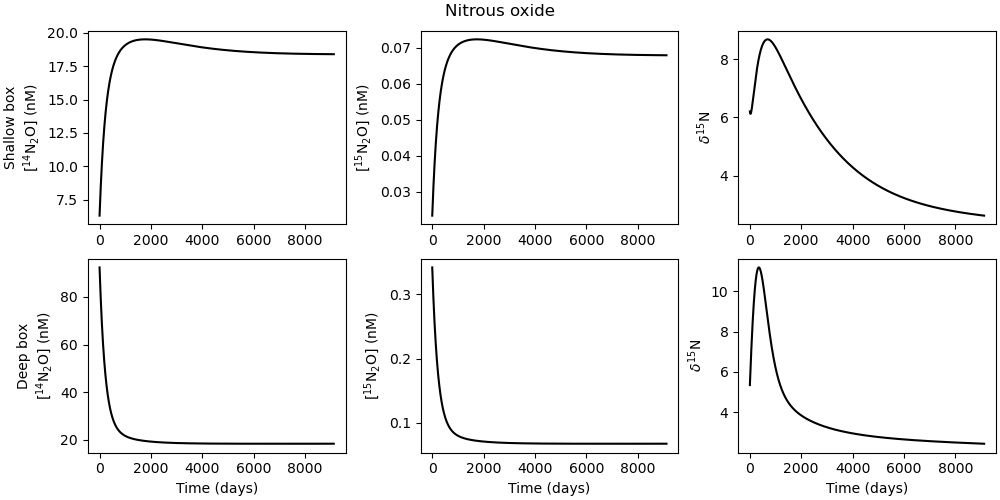 Nitrous oxide
Shallow box
[¹⁴N₂O] (nM)
20.0
17.5
15.0
12.5
10.0
7.5
0 2000 4000 6000 8000
[¹⁵N₂O] (nM)
0.07
0.06
0.05
0.04
0.03
0 2000 4000 6000 8000
δ¹⁵N
8
6
4
0 2000 4000 6000 8000
Deep box
[¹⁴N₂O] (nM)
80
60
40
20
0 2000 4000 6000 8000
Time (days)
[¹⁵N₂O] (nM)
0.3
0.2
0.1
0 2000 4000 6000 8000
Time (days)
δ¹⁵N
10
8
6
4
0 2000 4000 6000 8000
Time (days)